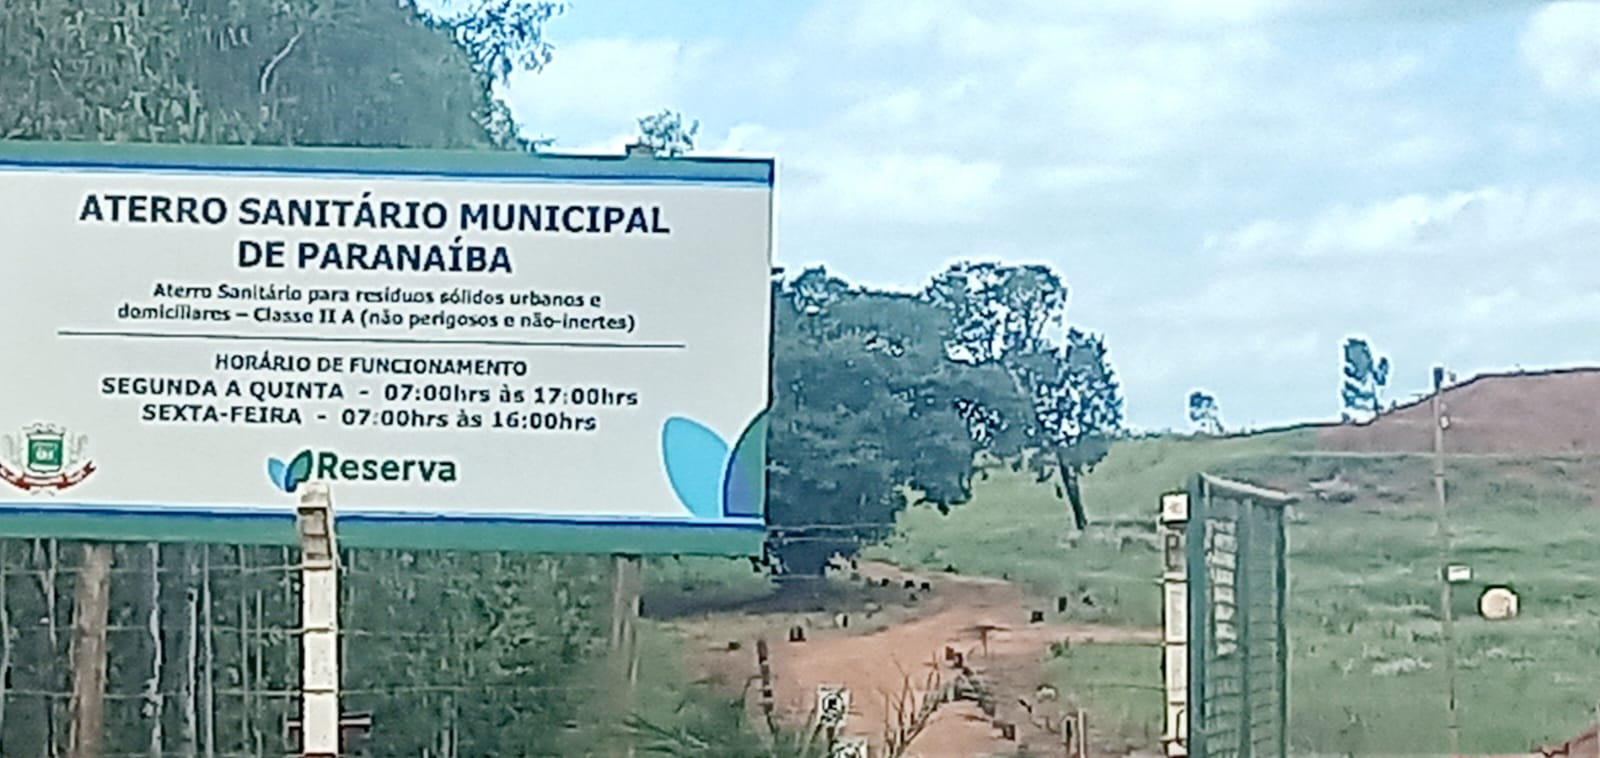 ATERRO SANITÁRIO MUNICIPAL
DE PARANAÍBA
Aterro Sanitário para resíduos sólidos urbanos e
domiciliares – Classe II A (não perigosos e não-inertes)
HORÁRIO DE FUNCIONAMENTO
SEGUNDA A QUINTA - 07:00hrs às 17:00hrs
SEXTA-FEIRA - 07:00hrs às 16:00hrs
Reserva